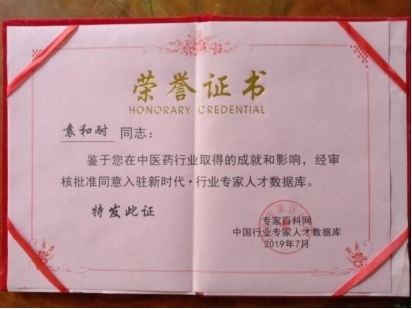 荣誉证书
HONORARY CREDENTIAL
袁和耐 同志：
鉴于您在中医药行业取得的成就和影响，经审
核批准同意入驻新时代·行业专家人才数据库。
特发此证
专家百科网
中国行业专家人才数据库
2019年7月